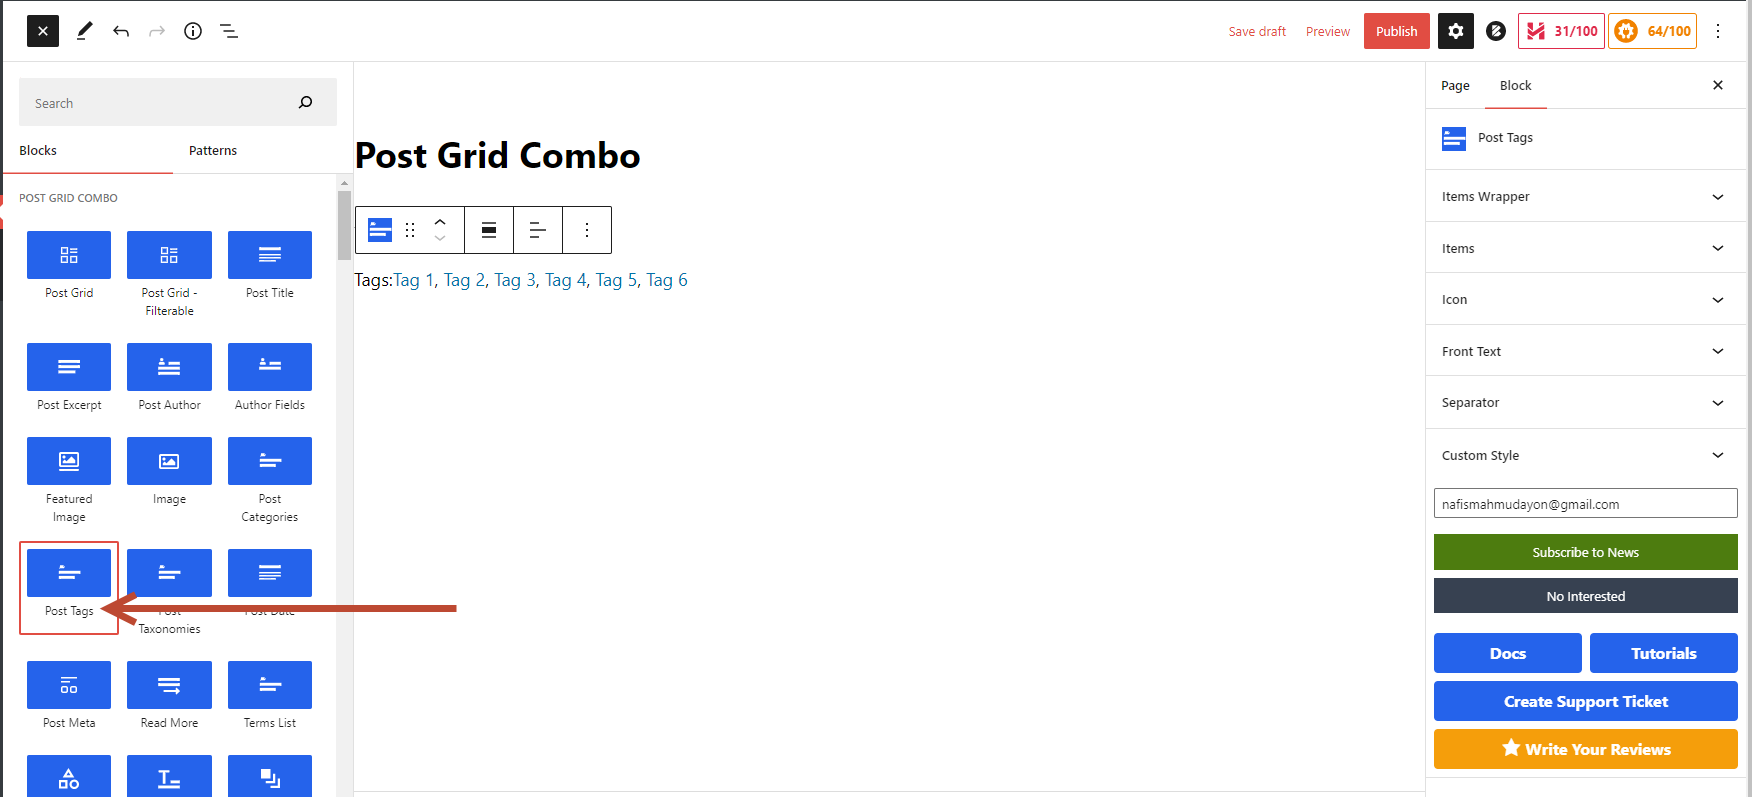 Save draft
Preview
Publish
31/100
64/100
Search
Blocks
Patterns
POST GRID COMBO
Post Grid
Post Grid -
Filterable
Post Title
Post Excerpt
Post Author
Author Fields
Featured
Image
Image
Post
Categories
Post Tags
Post
Taxonomies
Post Date
Post Meta
Read More
Terms List
Post Grid Combo
Tags:Tag 1, Tag 2, Tag 3, Tag 4, Tag 5, Tag 6
Page
Block
Post Tags
Items Wrapper
Items
Icon
Front Text
Separator
Custom Style
nafismahmudayon@gmail.com
Subscribe to News
No Interested
Docs
Tutorials
Create Support Ticket
Write Your Reviews